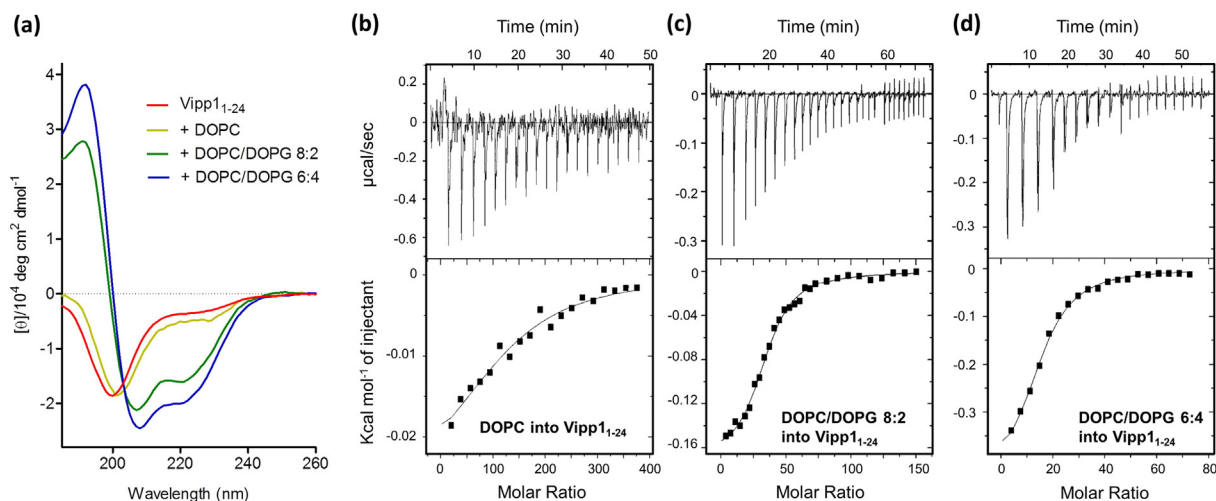 (a)
4
3
2
1
0
-1
-2
[θ]/10⁴ deg cm² dmol⁻¹
Vipp1₁₋₂₄
+ DOPC
+ DOPC/DOPG 8:2
+ DOPC/DOPG 6:4
200 220 240 260
Wavelength (nm)
(b)
Time (min)
0 10 20 30 40 50
0.2
0
-0.2
-0.4
-0.6
µcal/sec
0
-0.01
-0.02
Kcal mol⁻¹ of injectant
DOPC into Vipp1₁₋₂₄
0 100 200 300 400
Molar Ratio
(c)
Time (min)
20 40 60
0
-0.1
-0.2
-0.3
-0.00
-0.04
-0.08
-0.12
-0.16
DOPC/DOPG 8:2
into Vipp1₁₋₂₄
0 50 100 150
Molar Ratio
(d)
Time (min)
10 20 30 40 50
0
-0.1
-0.2
-0.3
0
-0.1
-0.2
-0.3
DOPC/DOPG 6:4
into Vipp1₁₋₂₄
0 20 40 60 80
Molar Ratio